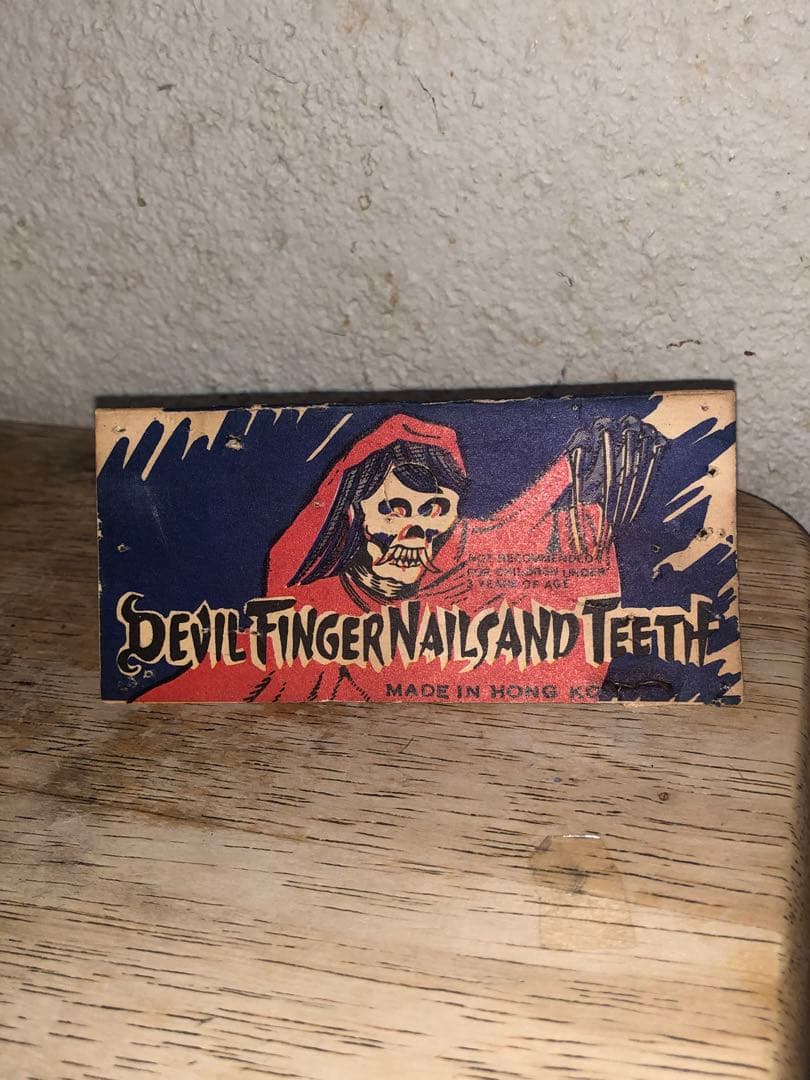 NOT RECOMMENDED
FOR CHILDREN UNDER
3 YEARS OF AGE
DEVIL FINGER NAILS AND TEETH
MADE IN HONG